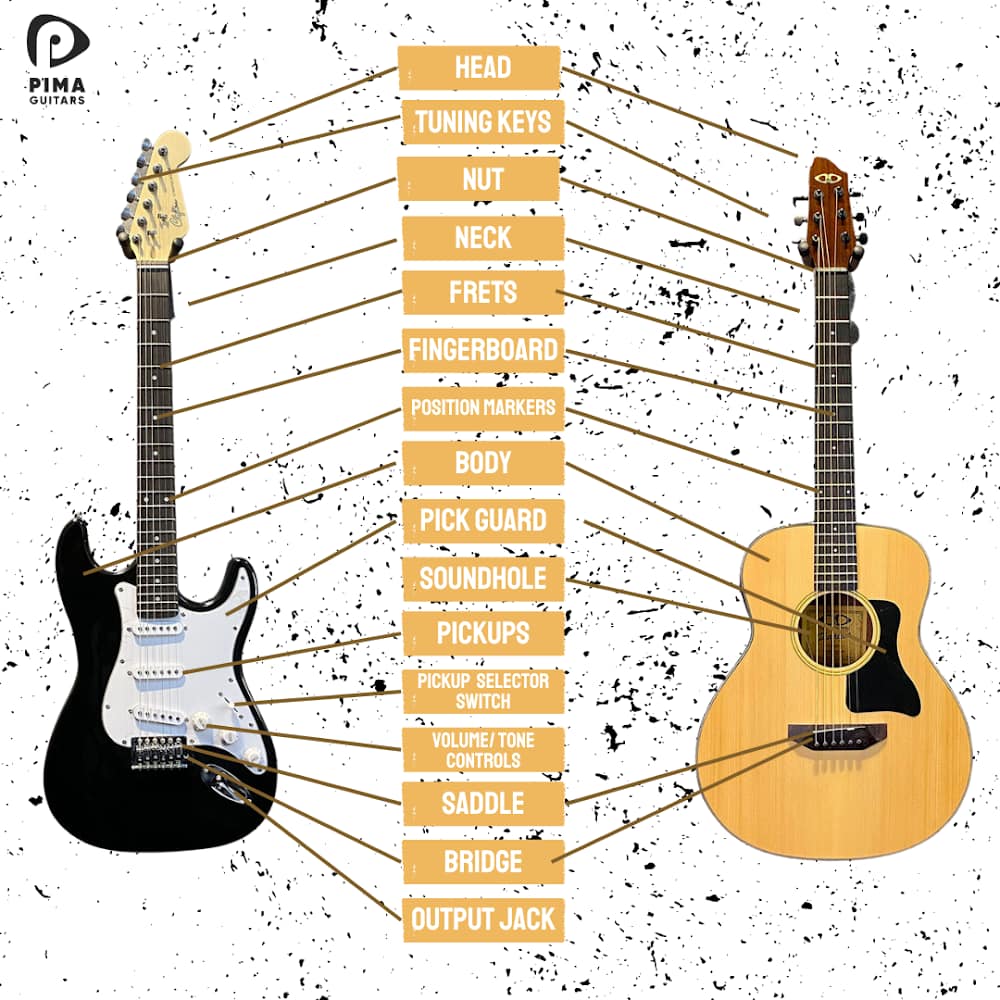 PIMA
GUITARS
HEAD
TUNING KEYS
NUT
NECK
FRETS
FINGERBOARD
POSITION MARKERS
BODY
PICK GUARD
SOUNDHOLE
PICKUPS
PICKUP SELECTOR
SWITCH
VOLUME/ TONE
CONTROLS
SADDLE
BRIDGE
OUTPUT JACK